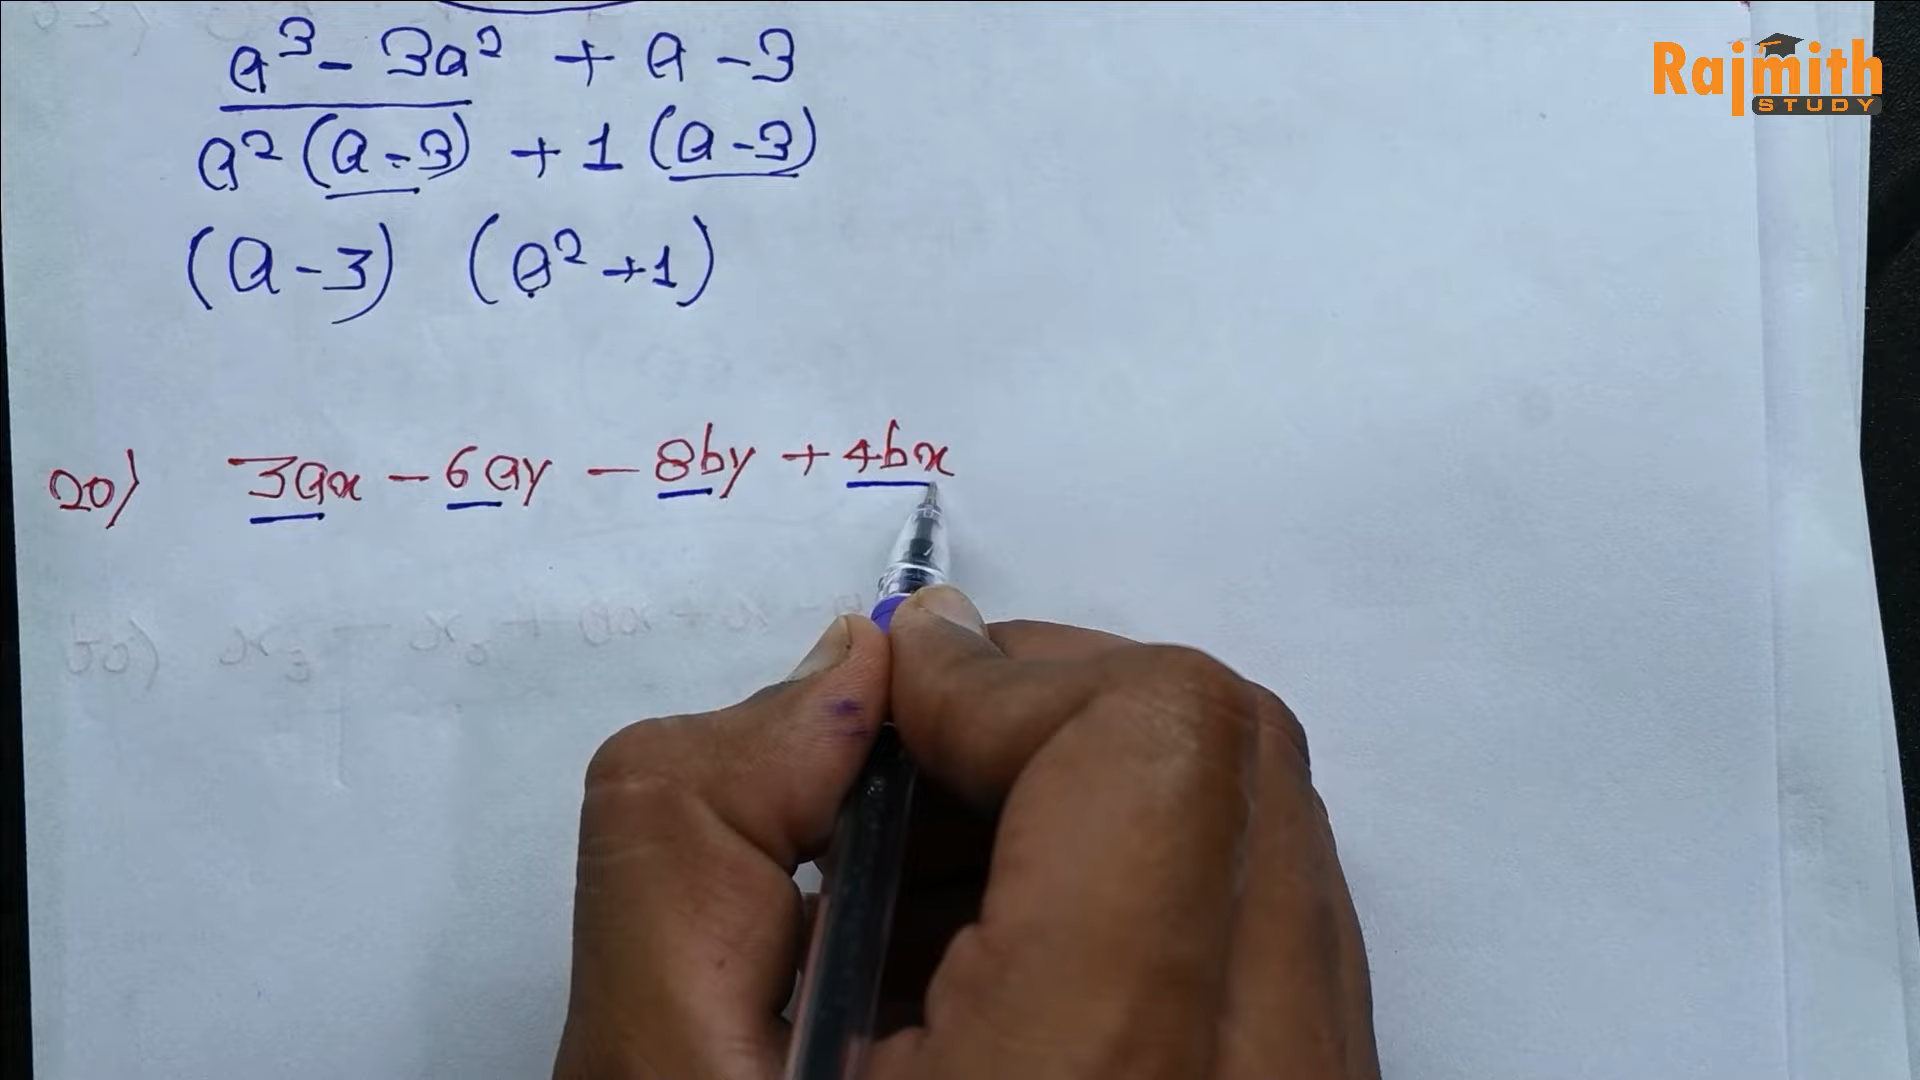 Rajmith
STUDY
a³ - 3a² + a - 3
a² (a - 3) + 1 (a - 3)
(a - 3) (a² + 1)
20) 3ax - 6ay - 8by + 4bx